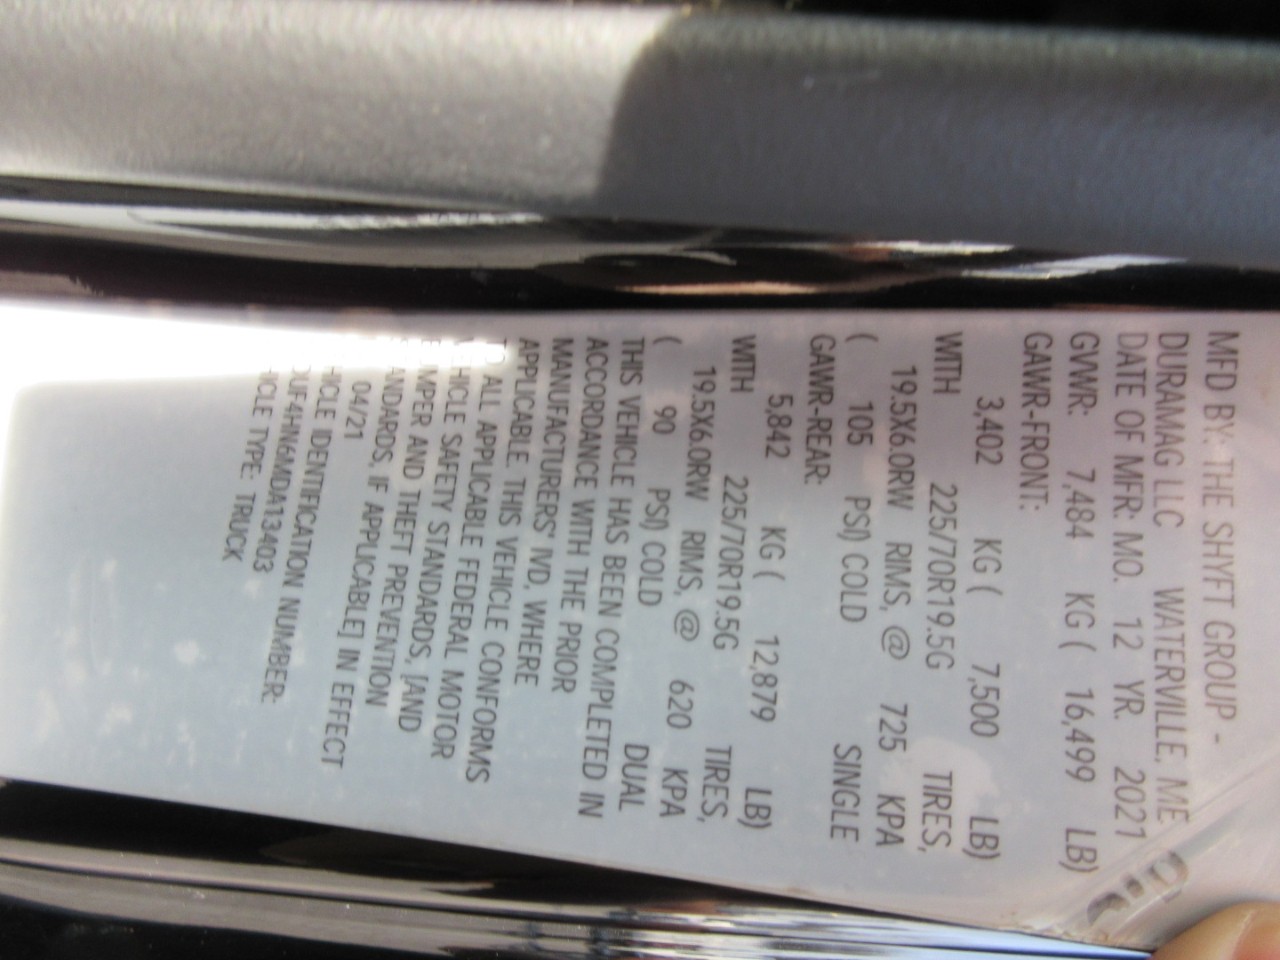 MFD BY: THE SHYFT GROUP -
DURAMAG LLC WATERVILLE, ME
DATE OF MFR: MO. 12 YR. 2021
GVWR: 7,484 KG ( 16,499 LB)
GAWR-FRONT:
3,402 KG ( 7,500 LB)
WITH 225/70R19.5G TIRES,
19.5X6.0RW RIMS, @ 725 KPA
( 105 PSI) COLD SINGLE
GAWR-REAR:
5,842 KG ( 12,879 LB)
WITH 225/70R19.5G TIRES,
19.5X6.0RW RIMS, @ 620 KPA
( 90 PSI) COLD DUAL
THIS VEHICLE HAS BEEN COMPLETED IN
ACCORDANCE WITH THE PRIOR
MANUFACTURERS' IVD, WHERE
APPLICABLE. THIS VEHICLE CONFORMS
ALL APPLICABLE FEDERAL MOTOR
HICLE SAFETY STANDARDS, [AND
MPER AND THEFT PREVENTION
ANDARDS, IF APPLICABLE] IN EFFECT
04/21
HICLE IDENTIFICATION NUMBER:
UF4HN6MDA13403
ICLE TYPE: TRUCK